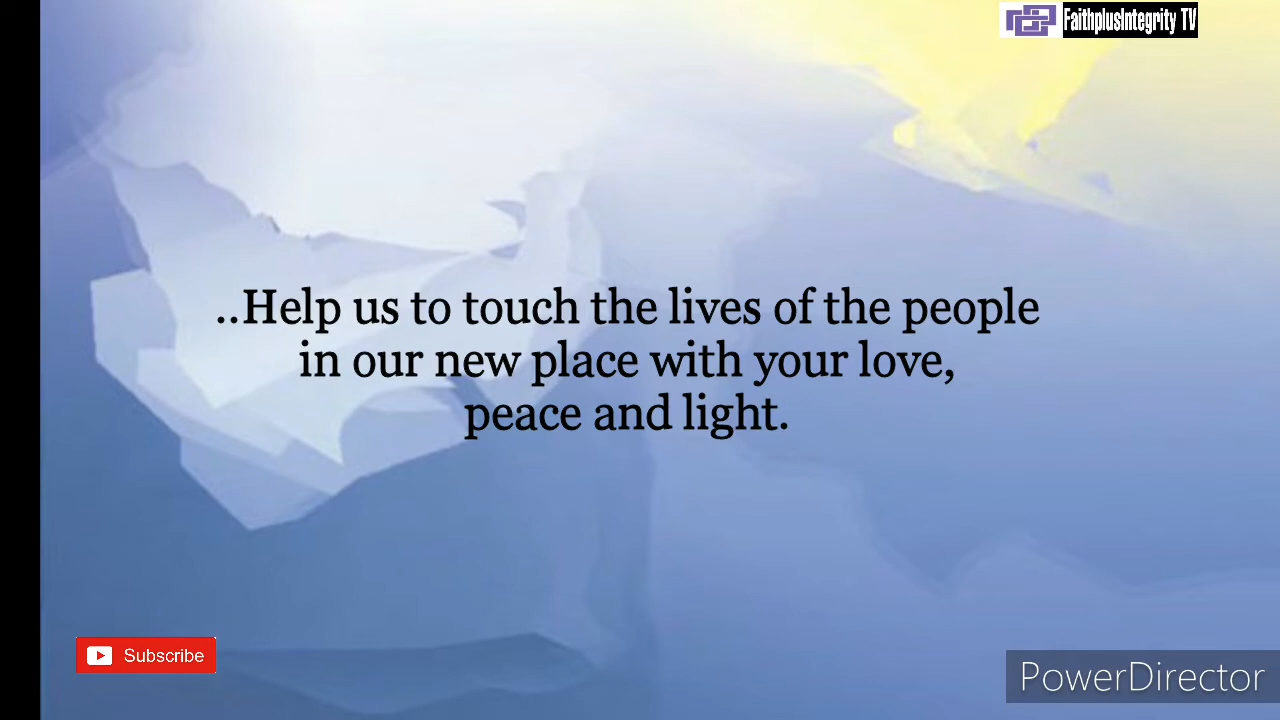 FaithplusIntegrity TV
..Help us to touch the lives of the people
in our new place with your love,
peace and light.
Subscribe
PowerDirector